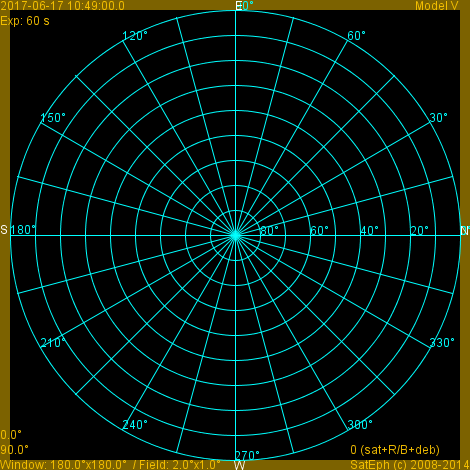 2017-06-17 10:49:00.0
E
Model V
Exp: 60 s
120°
60°
150°
30°
S 180°
80° 60° 40° 20° 0°
N
210°
330°
240°
300°
0.0°
90.0°
0 (sat+R/B+deb)
270°
Window: 180.0°x180.0° / Field: 2.0°x1.0°
W
SatEph (c) 2008-2014